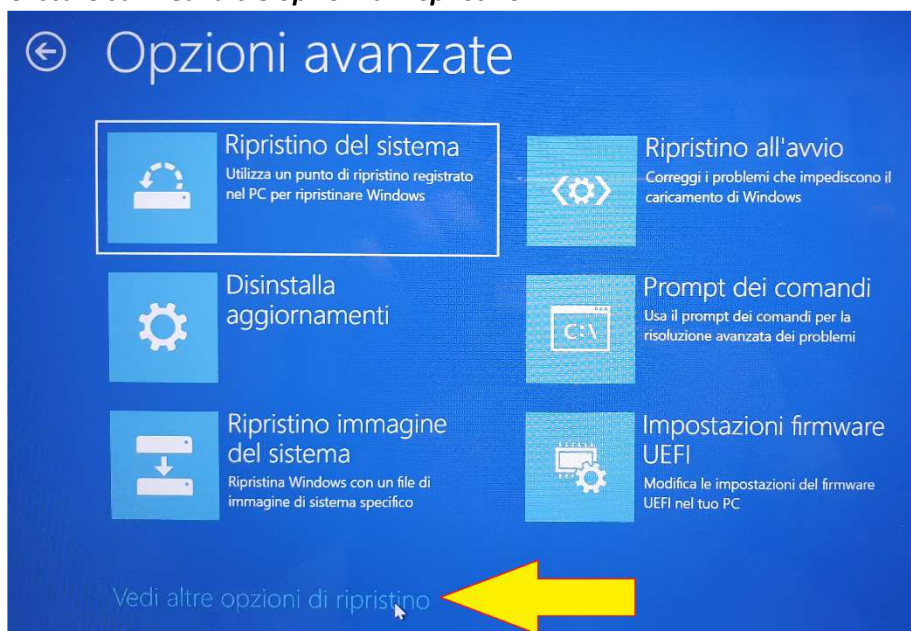 Opzioni avanzate
Ripristino del sistema
Utilizza un punto di ripristino registrato
nel PC per ripristinare Windows
Disinstalla
aggiornamenti
Ripristino immagine
del sistema
Ripristina Windows con un file di
immagine di sistema specifico
Ripristino all'avvio
Correggi i problemi che impediscono il
caricamento di Windows
Prompt dei comandi
Usa il prompt dei comandi per la
risoluzione avanzata dei problemi
C:\
Impostazioni firmware
UEFI
Modifica le impostazioni del firmware
UEFI nel tuo PC
Vedi altre opzioni di ripristino